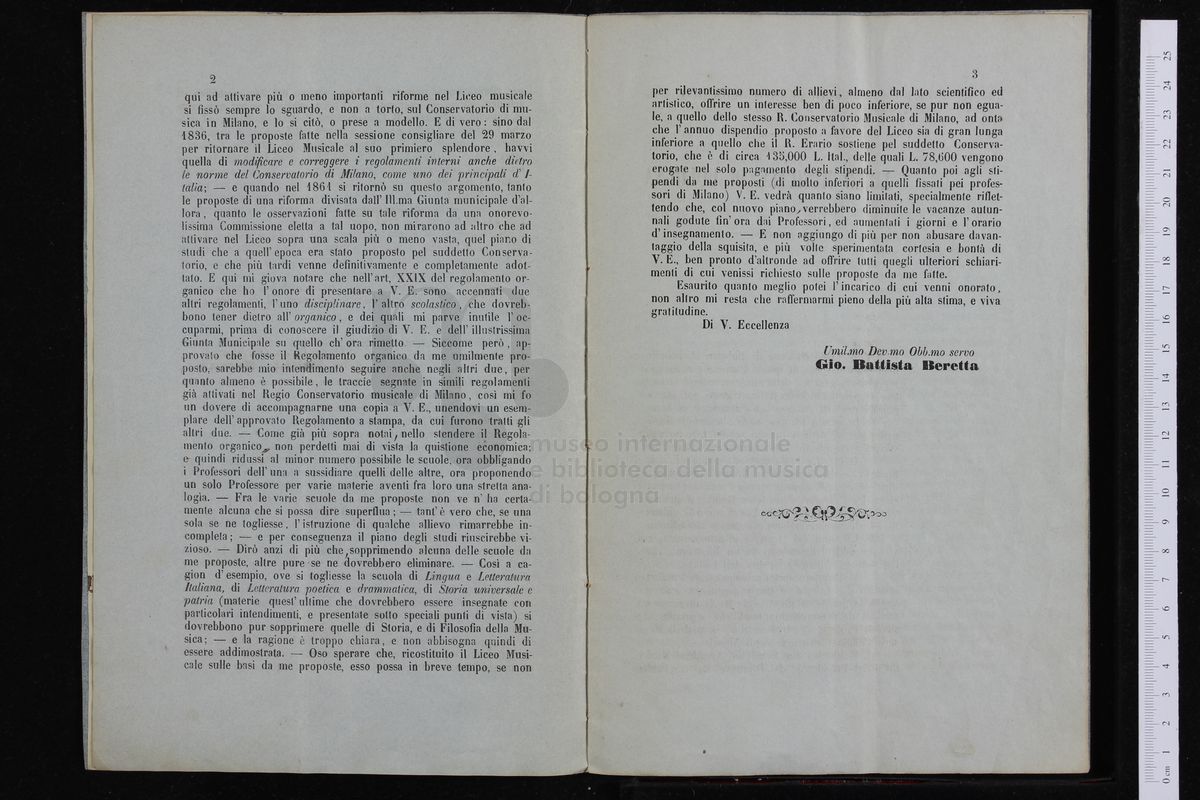 2
qui ad attivare più o meno importanti riforme nel Liceo musicale
si fissò sempre lo sguardo, e non a torto, sul Conservatorio di mu-
sica in Milano, e lo si citò, o prese a modello. E di vero: sino dal
1836, tra le proposte fatte nella sessione consigliare del 29 marzo
per ritornare il Liceo Musicale al suo primiero splendore, havvi
quella di modificare e correggere i regolamenti interni anche dietro
le norme del Conservatorio di Milano, come uno dei principali d' I-
talia; — e quando nel 1861 si ritornò su questo argomento, tanto
le proposte di una riforma divisata dall' Ill.ma Giunta municipale d'al-
lora, quanto le osservazioni fatte su tale riforma da una onorevo-
lissima Commissione eletta a tal uopo, non mirarono ad altro che ad
attivare nel Liceo sopra una scala più o meno vasta, quel piano di
studi che a quell' epoca era stato proposto pel suddetto Conserva-
torio, e che più tardi venne definitivamente e completamente adot-
tato. E qui mi giova notare che nell'art. XXIX del regolamento or-
ganico che ho l' onore di presentare a V. E. sono accennati due
altri regolamenti, l' uno disciplinare, l' altro scolastico, che dovreb-
bono tener dietro all' organico, e dei quali mi parve inutile l' oc-
cuparmi, prima di conoscere il giudizio di V. E. e dell' illustrissima
Giunta Municipale su quello ch' ora rimetto. — Siccome però, ap-
provato che fosse il Regolamento organico da me umilmente pro-
posto, sarebbe mio intendimento seguire anche negli altri due, per
quanto almeno è possibile, le traccie segnate in simili regolamenti
già attivati nel Regio Conservatorio musicale di Milano, così mi fo
un dovere di accompagnarne una copia a V. E., unendovi un esem-
plare dell' approvato Regolamento a stampa, da cui furono tratti gli
altri due. — Come già più sopra notai, nello stendere il Regola-
mento organico, non perdetti mai di vista la quistione economica;
e quindi ridussi al minor numero possibile le scuole, ora obbligando
i Professori dell' una a sussidiare quelli delle altre, ora proponendo
un solo Professore per varie materie aventi fra loro una stretta ana-
logia. — Fra le varie scuole da me proposte non ve n' ha certa-
mente alcuna che si possa dire superflua; — tant' è vero che, se una
sola se ne togliesse, l' istruzione di qualche allievo rimarrebbe in-
completa; — e per conseguenza il piano degli studi riuscirebbe vi-
zioso. — Dirò anzi di più che, sopprimendo alcune delle scuole da
me proposte, altre pure se ne dovrebbero eliminare. — Così a ca-
gion d' esempio, ove si togliesse la scuola di Lingua e Letteratura
Italiana, di Letteratura poetica e drammatica, di Storia universale e
patria (materie quest' ultime che dovrebbero essere insegnate con
particolari intendimenti, e presentate sotto speciali punti di vista) si
dovrebbono pur sopprimere quelle di Storia, e di Filosofia della Mu-
sica; — e la ragione è troppo chiara, e non abbisogna quindi di
essere addimostrata. — Oso sperare che, ricostituito il Liceo Musi-
cale sulle basi da me proposte, esso possa in breve tempo, se non
3
per rilevantissimo numero di allievi, almeno dal lato scientifico ed
artistico, offrire un interesse ben di poco inferiore, se pur non egua-
le, a quello dello stesso R. Conservatorio Musicale di Milano, ad onta
che l' annuo dispendio proposto a favore del Liceo sia di gran lunga
inferiore a quello che il R. Erario sostiene pel suddetto Conserva-
torio, che è di circa 135,000 L. Ital., delle quali L. 78,600 vengono
erogate nel solo pagamento degli stipendi. — Quanto poi agli sti-
pendi da me proposti (di molto inferiori a quelli fissati pei profes-
sori di Milano) V. E. vedrà quanto siano limitati, specialmente riflet-
tendo che, col nuovo piano, verrebbero diminuite le vacanze autun-
nali godute fin' ora dai Professori, ed aumentati i giorni e l' orario
d' insegnamento. — E non aggiungo di più per non abusare davan-
taggio della squisita, e più volte sperimentata cortesia e bontà di
V. E., ben pronto d'altronde ad offrire tutti quegli ulteriori schiari-
menti di cui venissi richiesto sulle proposte da me fatte.
Esaurito quanto meglio potei l' incarico di cui venni onorato,
non altro mi resta che raffermarmi pieno della più alta stima, e viva
gratitudine.
Di V. Eccellenza
Umil.mo Dev.mo Obb.mo servo
Gio. Battista Beretta
museo internazionale
e biblioteca della musica
di bologna
0 cm 1 2 3 4 5 6 7 8 9 10 11 12 13 14 15 16 17 18 19 20 21 22 23 24 25